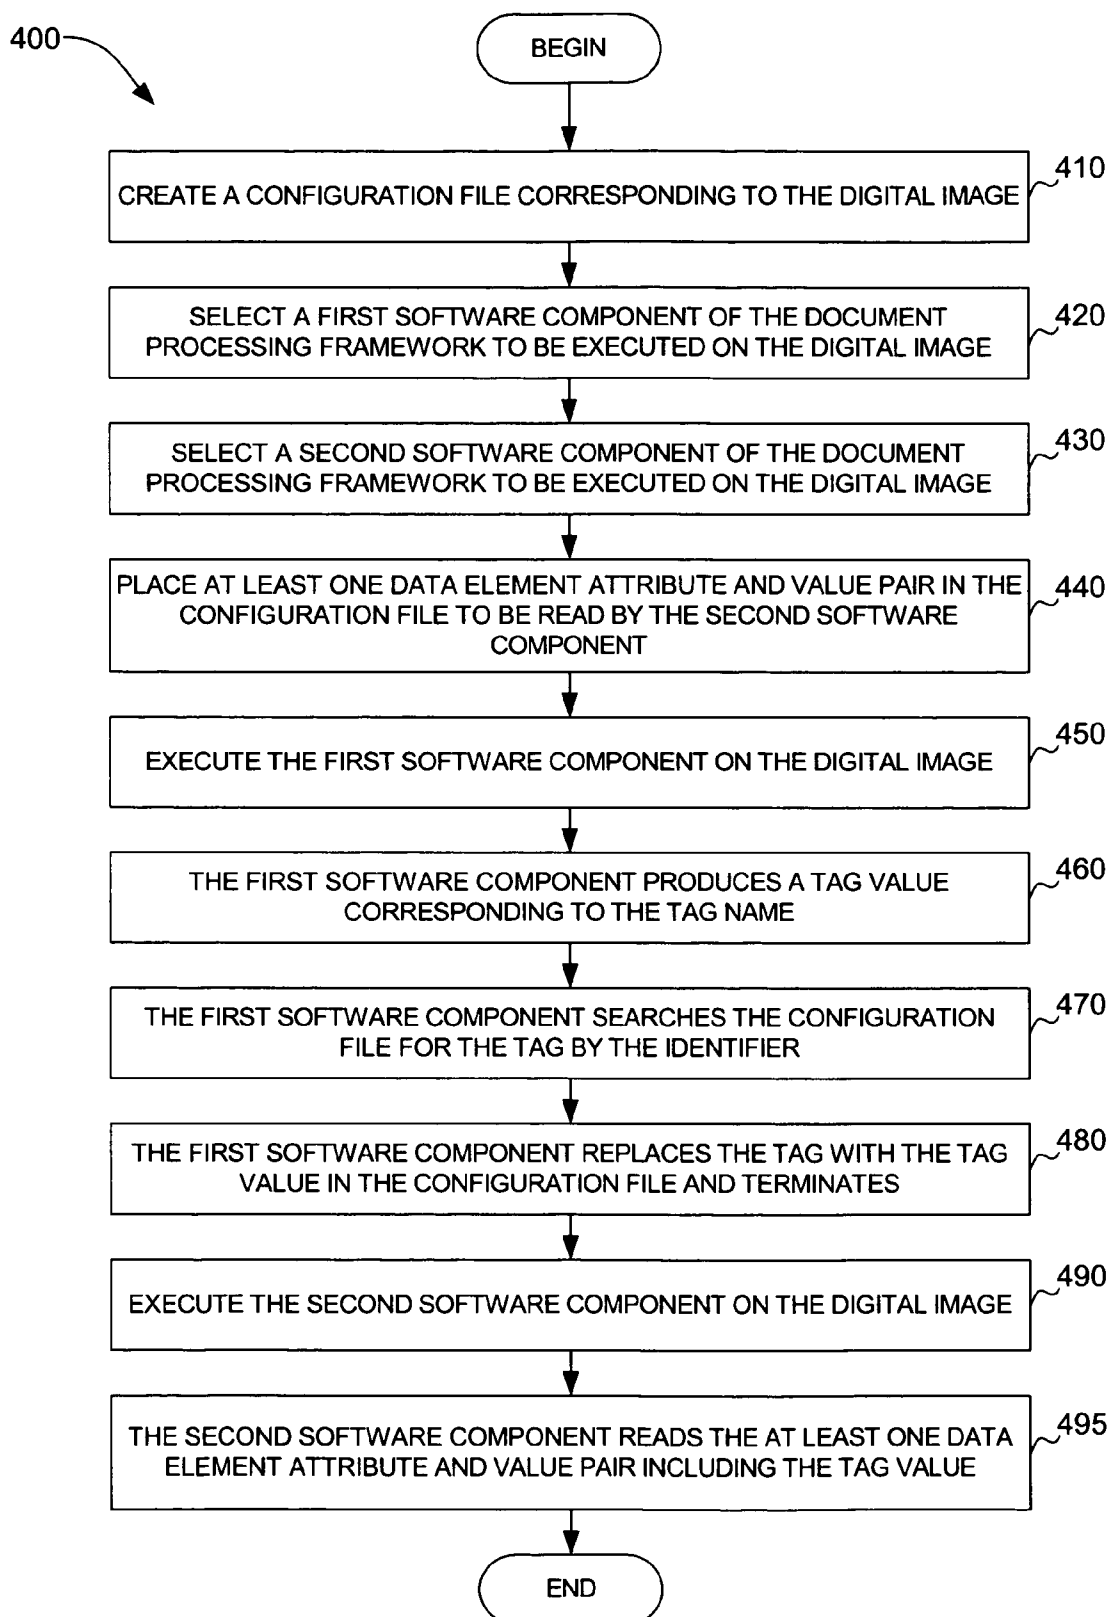 400
BEGIN
CREATE A CONFIGURATION FILE CORRESPONDING TO THE DIGITAL IMAGE
410
SELECT A FIRST SOFTWARE COMPONENT OF THE DOCUMENT
PROCESSING FRAMEWORK TO BE EXECUTED ON THE DIGITAL IMAGE
420
SELECT A SECOND SOFTWARE COMPONENT OF THE DOCUMENT
PROCESSING FRAMEWORK TO BE EXECUTED ON THE DIGITAL IMAGE
430
PLACE AT LEAST ONE DATA ELEMENT ATTRIBUTE AND VALUE PAIR IN THE
CONFIGURATION FILE TO BE READ BY THE SECOND SOFTWARE
COMPONENT
440
EXECUTE THE FIRST SOFTWARE COMPONENT ON THE DIGITAL IMAGE
450
THE FIRST SOFTWARE COMPONENT PRODUCES A TAG VALUE
CORRESPONDING TO THE TAG NAME
460
THE FIRST SOFTWARE COMPONENT SEARCHES THE CONFIGURATION
FILE FOR THE TAG BY THE IDENTIFIER
470
THE FIRST SOFTWARE COMPONENT REPLACES THE TAG WITH THE TAG
VALUE IN THE CONFIGURATION FILE AND TERMINATES
480
EXECUTE THE SECOND SOFTWARE COMPONENT ON THE DIGITAL IMAGE
490
THE SECOND SOFTWARE COMPONENT READS THE AT LEAST ONE DATA
ELEMENT ATTRIBUTE AND VALUE PAIR INCLUDING THE TAG VALUE
495
END